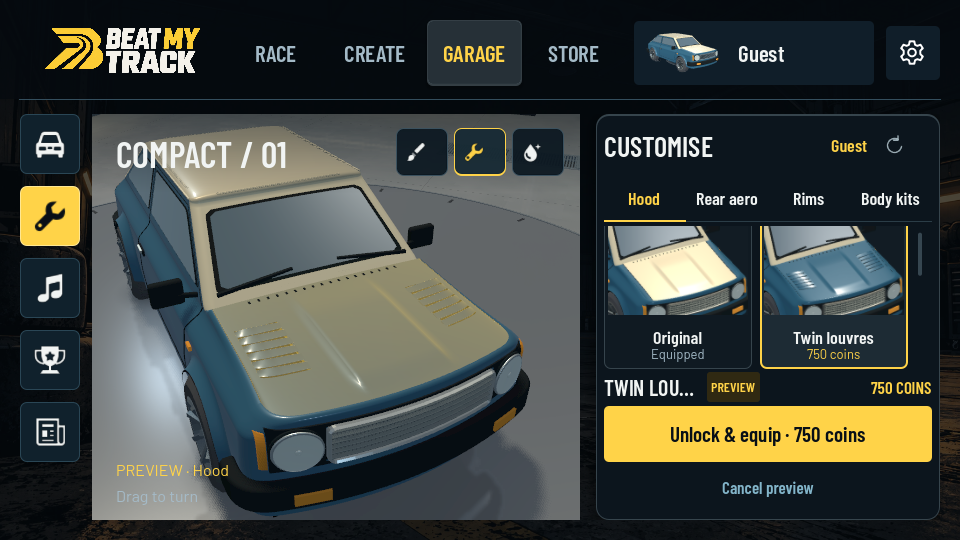 BEAT MY
TRACK
RACE
CREATE
GARAGE
STORE
Guest
COMPACT / 01
PREVIEW · Hood
Drag to turn
CUSTOMISE
Guest
Hood
Rear aero
Rims
Body kits
Original
Equipped
Twin louvres
750 coins
TWIN LOU...
PREVIEW
750 COINS
Unlock & equip · 750 coins
Cancel preview